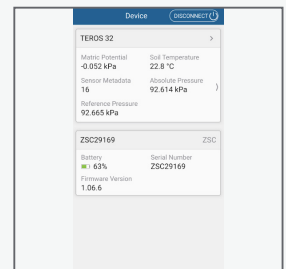 Device DISCONNECT
TEROS 32
Matric Potential Soil Temperature
-0.052 kPa 22.8 °C
Sensor Metadata Absolute Pressure
16 92.614 kPa
Reference Pressure
92.665 kPa
ZSC29169 ZSC
Battery Serial Number
63% ZSC29169
Firmware Version
1.06.6